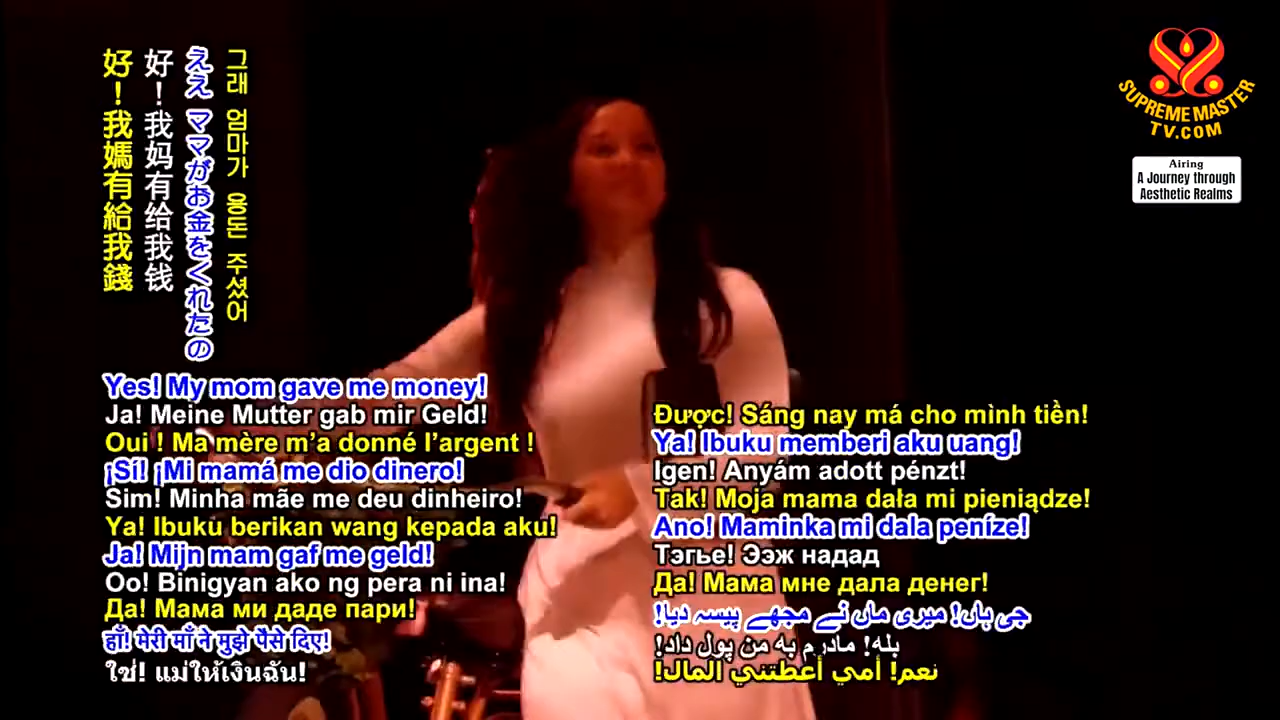 好！我媽有給我錢
好！我妈有给我钱
ええ ママがお金をくれたの
그래 엄마가 용돈 주셨어
Yes! My mom gave me money!
Ja! Meine Mutter gab mir Geld!
Oui ! Ma mère m’a donné l’argent !
¡Sí! ¡Mi mamá me dio dinero!
Sim! Minha mãe me deu dinheiro!
Ya! Ibuku berikan wang kepada aku!
Ja! Mijn mam gaf me geld!
Oo! Binigyan ako ng pera ni ina!
Да! Мама ми даде пари!
हाँ! मेरी माँ ने मुझे पैसे दिए!
ใช่! แม่ให้เงินฉัน!
Được! Sáng nay má cho mình tiền!
Ya! Ibuku memberi aku uang!
Igen! Anyám adott pénzt!
Tak! Moja mama dała mi pieniądze!
Ano! Maminka mi dala peníze!
Тэгье! Ээж надад
Да! Мама мне дала денег!
جی ہاں! میری ماں نے مجھے پیسہ دیا!
بله! مادرم به من پول داد!
نعم! أمي أعطتني المال!
SUPREME MASTER
TV.COM
Airing
A Journey through
Aesthetic Realms